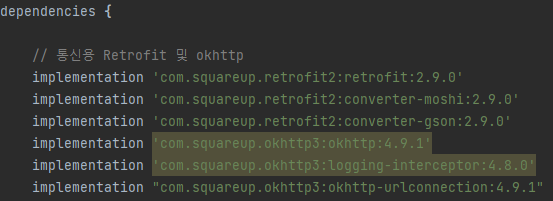 dependencies {
// 통신용 Retrofit 및 okhttp
implementation 'com.squareup.retrofit2:retrofit:2.9.0'
implementation 'com.squareup.retrofit2:converter-moshi:2.9.0'
implementation 'com.squareup.retrofit2:converter-gson:2.9.0'
implementation 'com.squareup.okhttp3:okhttp:4.9.1'
implementation 'com.squareup.okhttp3:logging-interceptor:4.8.0'
implementation "com.squareup.okhttp3:okhttp-urlconnection:4.9.1"